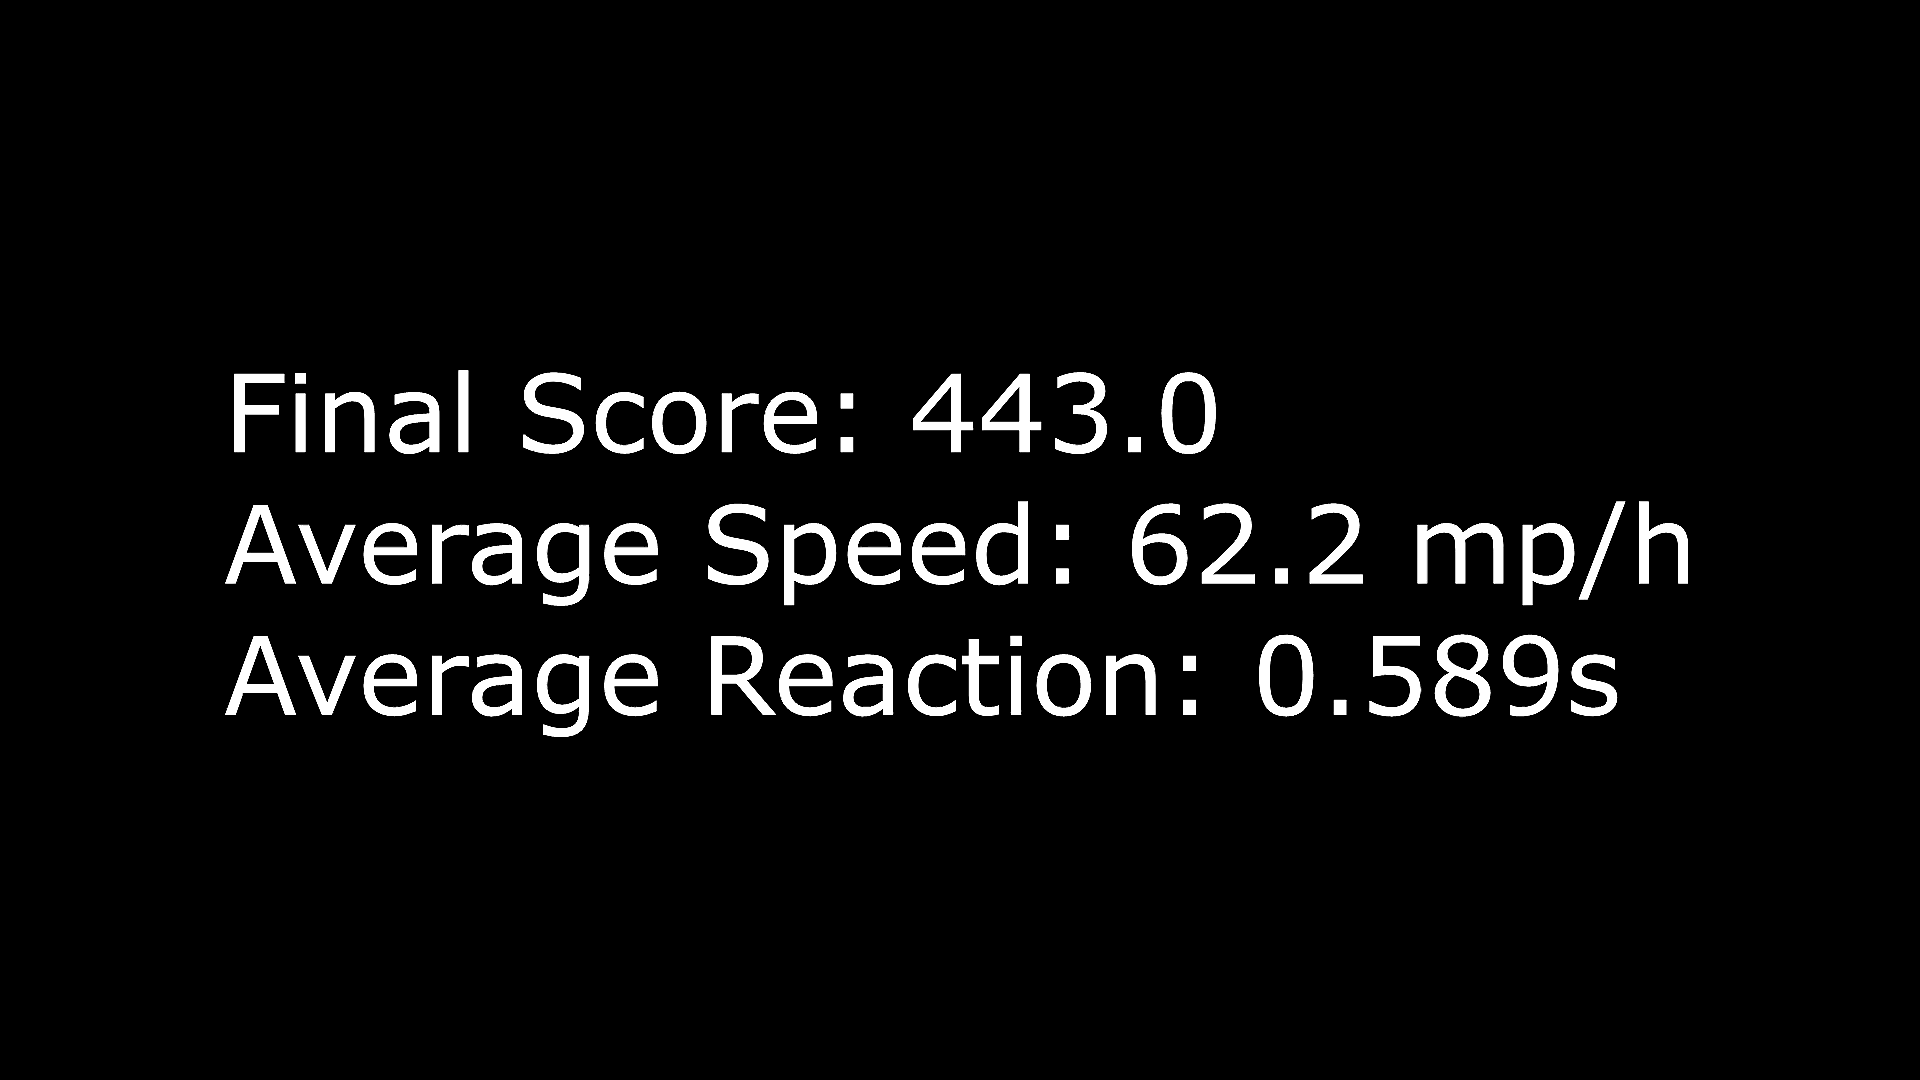 Final Score: 443.0
Average Speed: 62.2 mp/h
Average Reaction: 0.589s